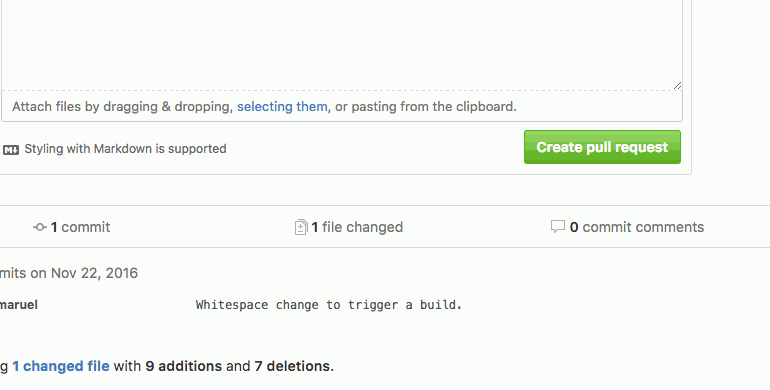 Attach files by dragging & dropping, selecting them, or pasting from the clipboard.
Styling with Markdown is supported
Create pull request
1 commit
1 file changed
0 commit comments
mits on Nov 22, 2016
maruel
Whitespace change to trigger a build.
g 1 changed file with 9 additions and 7 deletions.